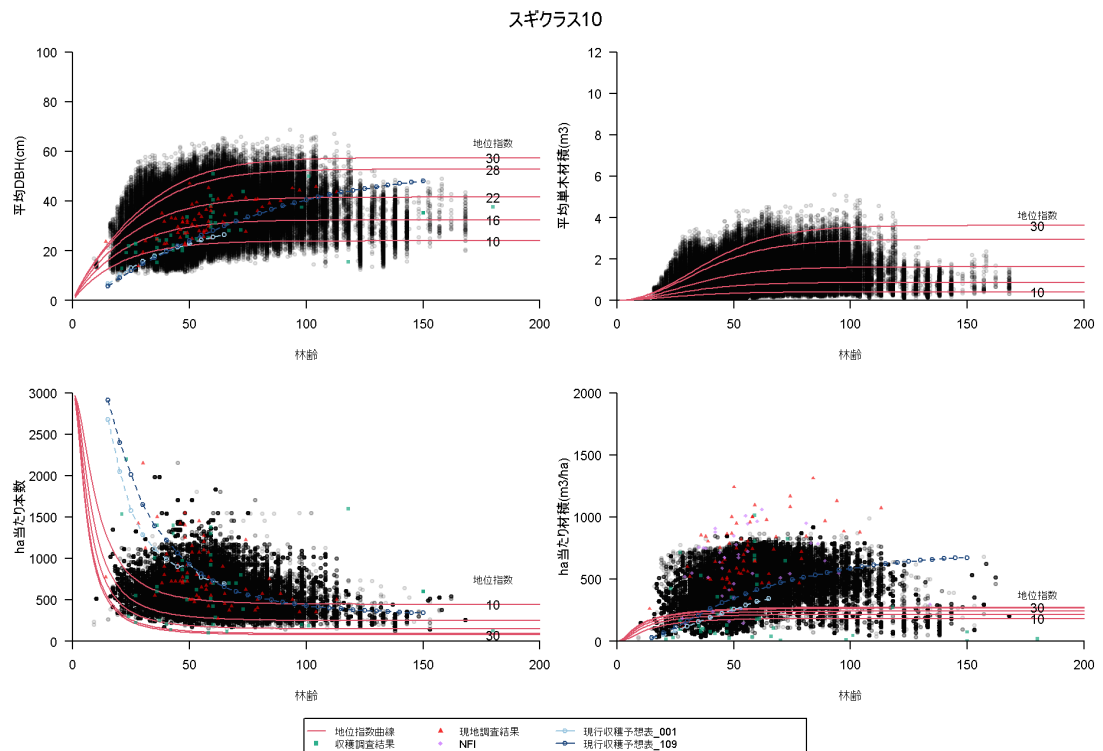 スギクラス10
平均DBH(cm)
100
80
60
40
20
0
0 50 100 150 200
林齢
地位指数
30
28
22
16
10
平均単木材積(m3)
12
10
8
6
4
2
0
0 50 100 150 200
林齢
地位指数
30
10
ha当たり本数
3000
2500
2000
1500
1000
500
0
0 50 100 150 200
林齢
地位指数
10
30
ha当たり材積(m3/ha)
2000
1500
1000
500
0
0 50 100 150 200
林齢
地位指数
30
10
地位指数曲線 現地調査結果 現行収穫予想表_001
収穫調査結果 NFI 現行収穫予想表_109